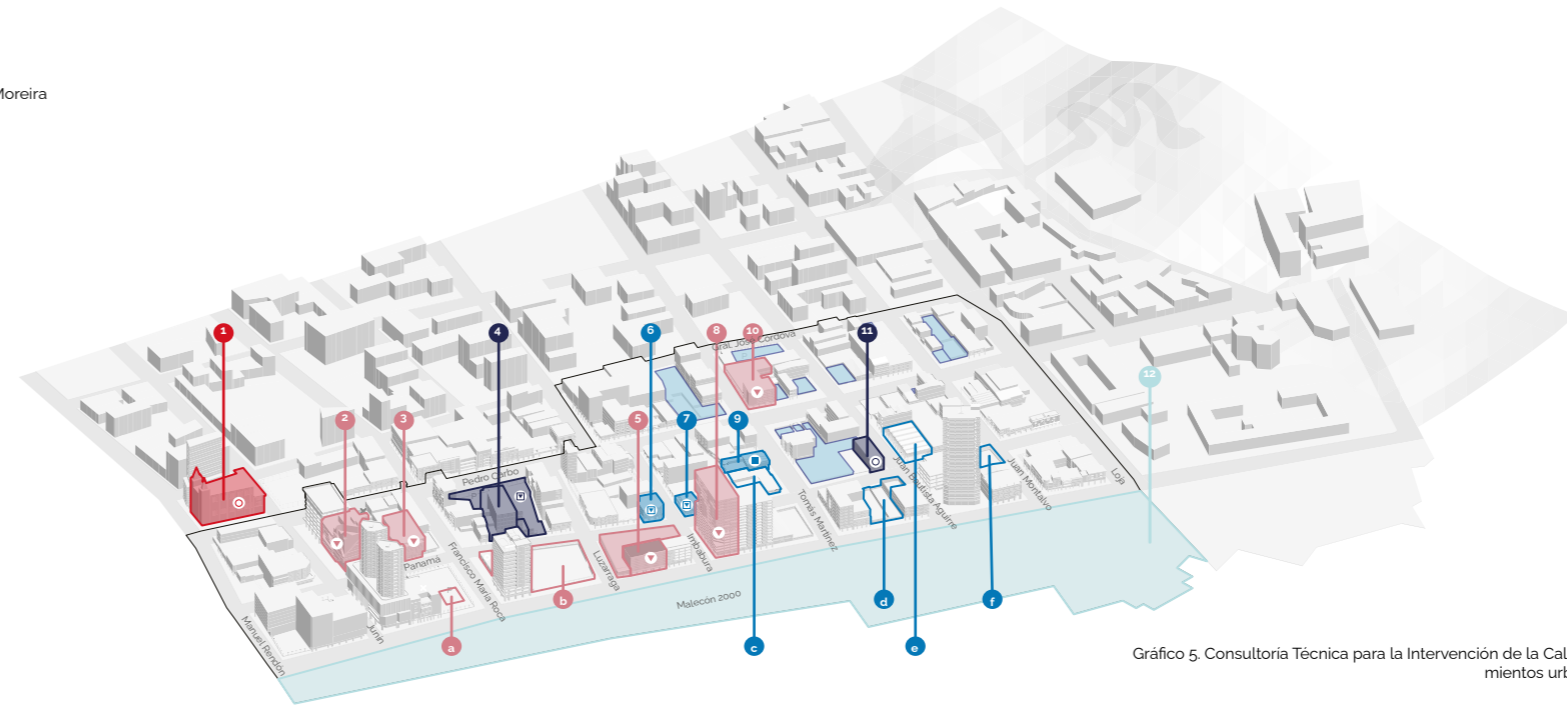 Moreira
1
4
6
8
10
11
Gral. José Córdova
12
2
3
5
7
9
Pedro Carbo
Juan Bautista Aguirre
Juan Montalvo
Loja
Tomás Martínez
Imbabura
Luzarraga
Francisco María Roca
Panamá
Junín
Manuel Rendón
Malecón 2000
b
d
f
a
c
e
Gráfico 5. Consultoría Técnica para la Intervención de la Cal
mientos urb